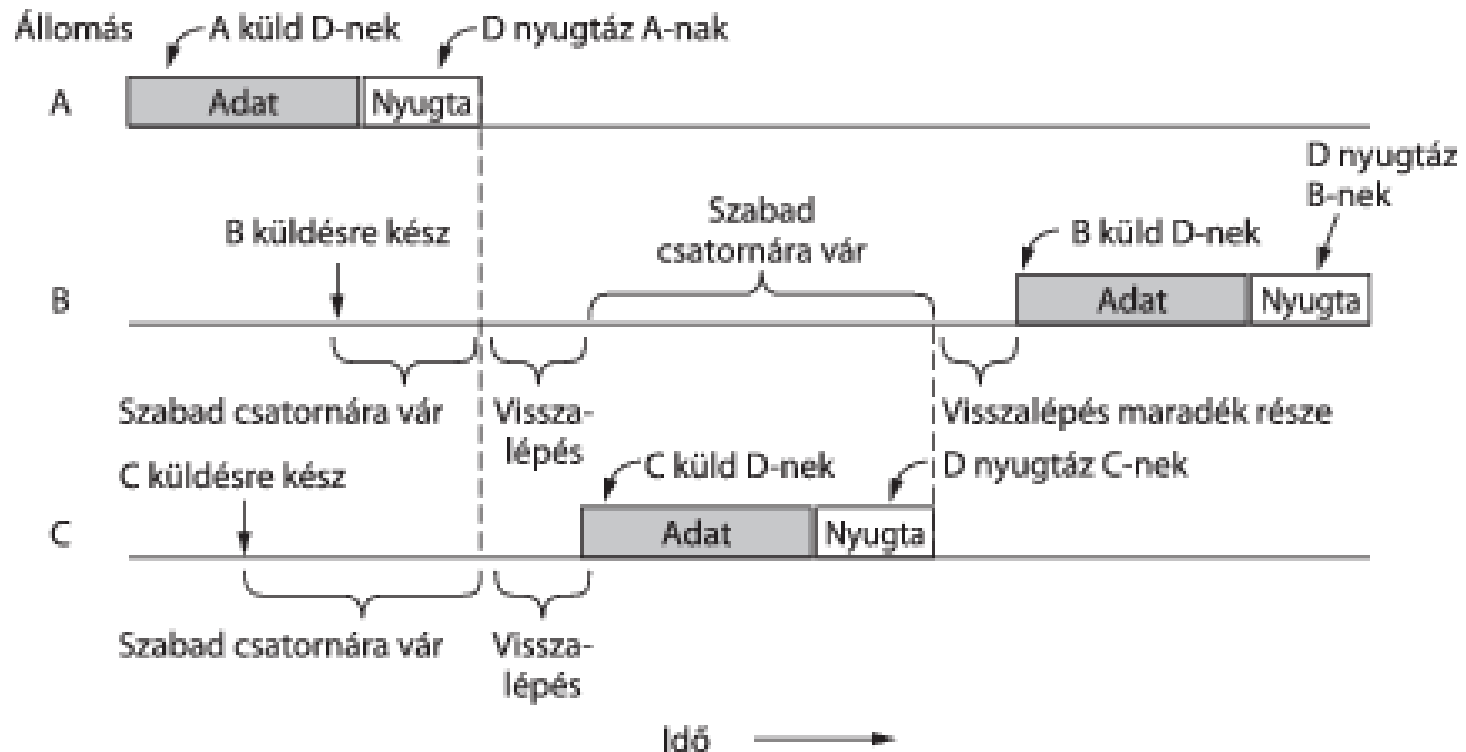 Állomás
A küld D-nek
D nyugtáz A-nak
A
Adat
Nyugta
D nyugtáz
B-nek
Szabad
csatornára vár
B küldésre kész
B küld D-nek
B
Adat
Nyugta
Szabad csatornára vár
Vissza-
lépés
Visszalépés maradék része
C küldésre kész
C küld D-nek
D nyugtáz C-nek
C
Adat
Nyugta
Szabad csatornára vár
Vissza-
lépés
Idő